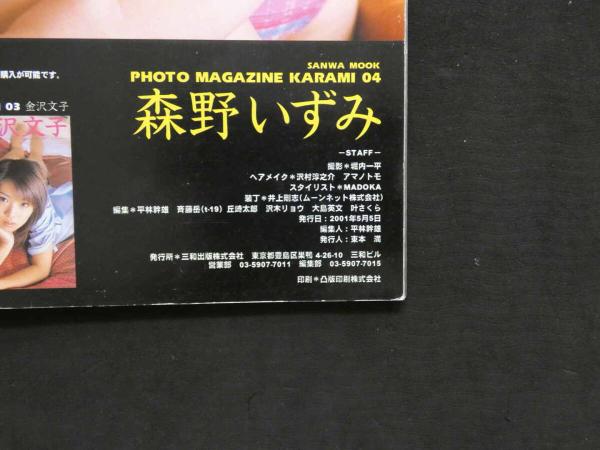 購入が可能です。
SANWA MOOK
PHOTO MAGAZINE KARAMI 04
森野いずみ
03 金沢文子
沢文子
−STAFF−
撮影＊堀内一平
ヘアメイク＊沢村淳之介 アマノトモ
スタイリスト＊MADOKA
装丁＊井上剛志(ムーンネット株式会社)
編集＊平林幹雄 斉藤岳(t-19) 丘崎太郎 沢木リョウ 大島英文 叶さくら
発行日：2001年5月5日
編集人：平林幹雄
発行人：東本 満
発行所＊三和出版株式会社 東京都豊島区巣鴨 4-26-10 三和ビル
営業部 03-5907-7011 編集部 03-5907-7015
印刷＊凸版印刷株式会社